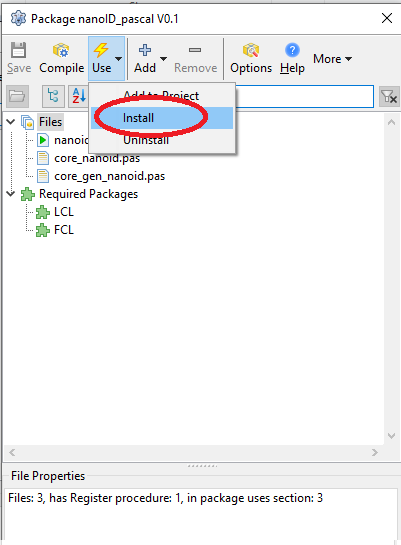 Package nanoID_pascal V0.1
Save Compile Use Add Remove Options Help More
Add to Project
Install
Uninstall
Files
core_nanoid.pas
core_gen_nanoid.pas
Required Packages
LCL
FCL
File Properties
Files: 3, has Register procedure: 1, in package uses section: 3